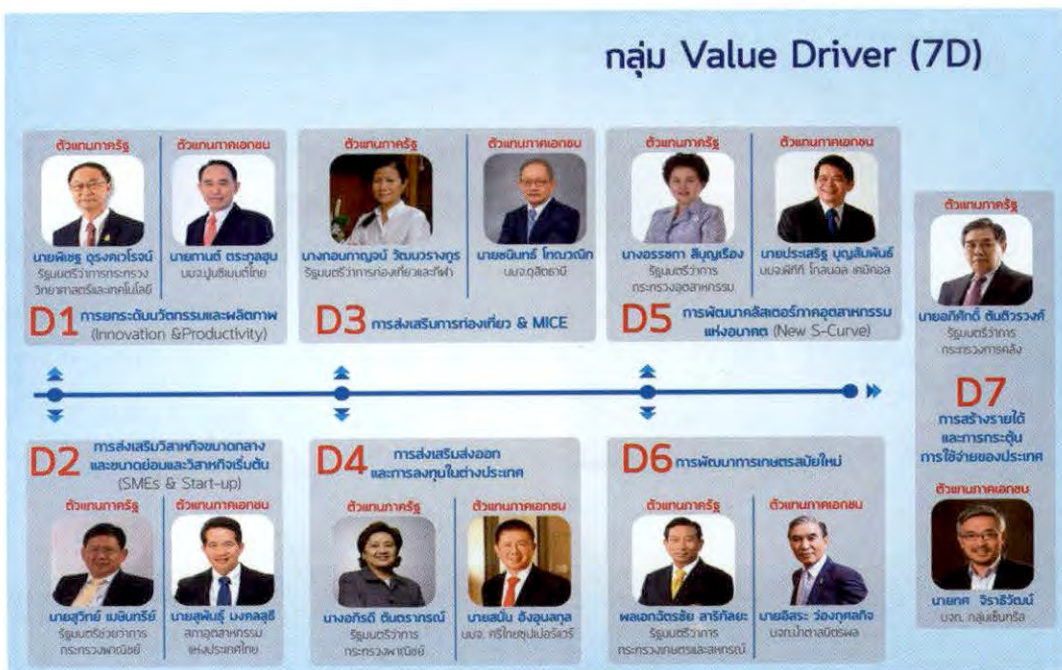 กลุ่ม Value Driver (7D)
ตัวแทนภาครัฐ
ตัวแทนภาคเอกชน
นายพิเชฐ ดุรงคเวโรจน์
รัฐมนตรีว่าการกระทรวง
วิทยาศาสตร์และเทคโนโลยี
นายกานต์ ตระกูลฮุน
บมจ.ปูนซิเมนต์ไทย
D1 การยกระดับนวัตกรรมและผลิตภาพ
(Innovation &Productivity)
ตัวแทนภาครัฐ
ตัวแทนภาคเอกชน
นางกอบกาญจน์ วัฒนวรางกูร
รัฐมนตรีว่าการท่องเที่ยวและกีฬา
นายชนินทธ์ โทณวณิก
บมจ.ดุสิตธานี
D3 การส่งเสริมการท่องเที่ยว & MICE
ตัวแทนภาครัฐ
ตัวแทนภาคเอกชน
นางอรรชกา สีบุญเรือง
รัฐมนตรีว่าการ
กระทรวงอุตสาหกรรม
นายประเสริฐ บุญสัมพันธ์
บมจ.พีทีที โกลบอล เคมิคอล
D5 การพัฒนาคลัสเตอร์ภาคอุตสาหกรรม
แห่งอนาคต (New S-Curve)
D2 การส่งเสริมวิสาหกิจขนาดกลาง
และขนาดย่อมและวิสาหกิจเริ่มต้น
(SMEs & Start-up)
ตัวแทนภาครัฐ
ตัวแทนภาคเอกชน
นายสุวิทย์ เมษินทรีย์
รัฐมนตรีช่วยว่าการ
กระทรวงพาณิชย์
นายสุพันธุ์ มงคลสุธี
สภาอุตสาหกรรม
แห่งประเทศไทย
D4 การส่งเสริมส่งออก
และการลงทุนในต่างประเทศ
ตัวแทนภาครัฐ
ตัวแทนภาคเอกชน
นางอภิรดี ตันตราภรณ์
รัฐมนตรีว่าการ
กระทรวงพาณิชย์
นายสนั่น อังอุบลกุล
บมจ. ศรีไทยซุปเปอร์แวร์
D6 การพัฒนาการเกษตรสมัยใหม่
ตัวแทนภาครัฐ
ตัวแทนภาคเอกชน
พลเอกฉัตรชัย สาริกัลยะ
รัฐมนตรีว่าการ
กระทรวงเกษตรและสหกรณ์
นายอิสระ ว่องกุศลกิจ
บจก.น้ำตาลมิตรผล
ตัวแทนภาครัฐ
นายอภิศักดิ์ ตันติวรวงศ์
รัฐมนตรีว่าการ
กระทรวงการคลัง
D7
การสร้างรายได้
และการกระตุ้น
การใช้จ่ายของประเทศ
ตัวแทนภาคเอกชน
นายทศ จิราธิวัฒน์
บจก. กลุ่มเซ็นทรัล